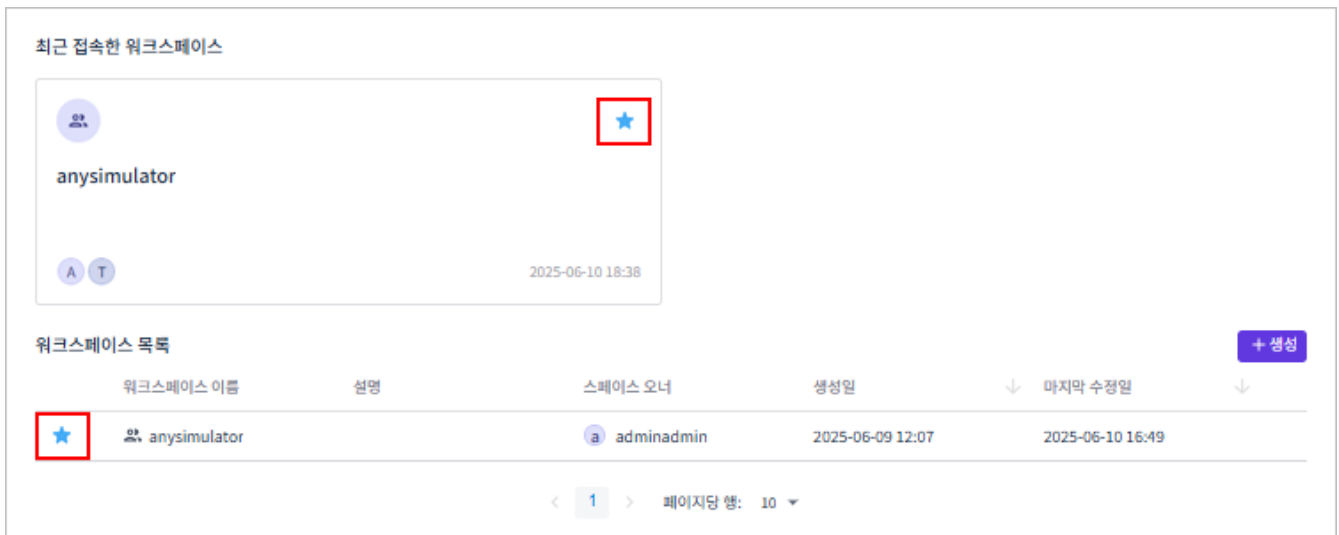 최근 접속한 워크스페이스
anysimulator
A T 2025-06-10 18:38
워크스페이스 목록 + 생성
워크스페이스 이름 설명 스페이스 오너 생성일 마지막 수정일
anysimulator a adminadmin 2025-06-09 12:07 2025-06-10 16:49
1 페이지당 행: 10